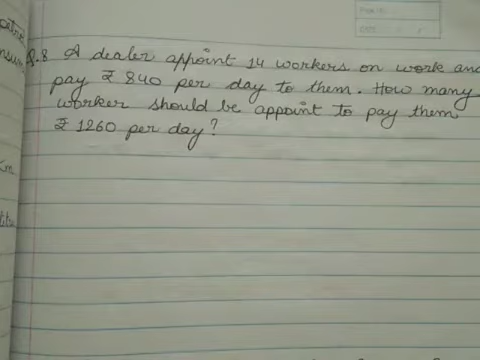 Q.8 A dealer appoint 14 workers on work and
pay ₹ 840 per day to them. How many
worker should be appoint to pay them
₹ 1260 per day?